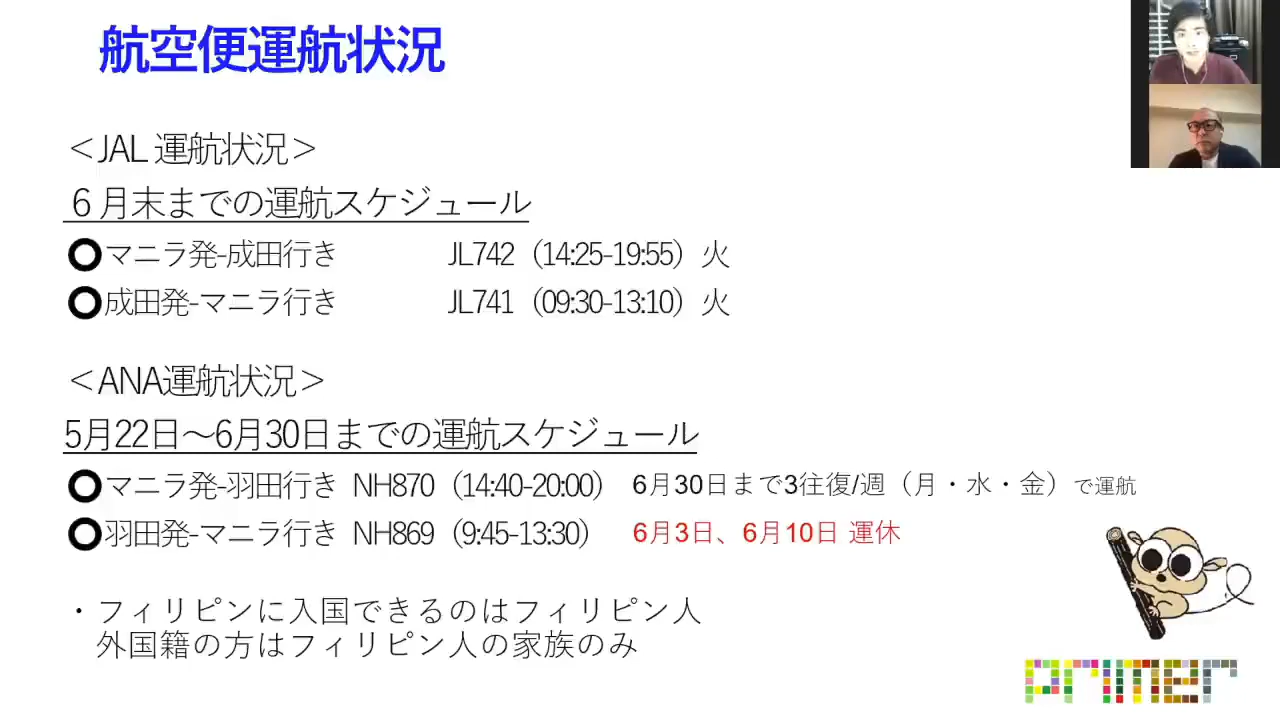 航空便運航状況
＜JAL 運航状況＞
６月末までの運航スケジュール
⭕マニラ発-成田行き JL742（14:25-19:55）火
⭕成田発-マニラ行き JL741（09:30-13:10）火
＜ANA運航状況＞
5月22日～6月30日までの運航スケジュール
⭕マニラ発-羽田行き NH870（14:40-20:00） 6月30日まで3往復/週（月・水・金）で運航
⭕羽田発-マニラ行き NH869（9:45-13:30） 6月3日、6月10日 運休
・フィリピンに入国できるのはフィリピン人
外国籍の方はフィリピン人の家族のみ
primer